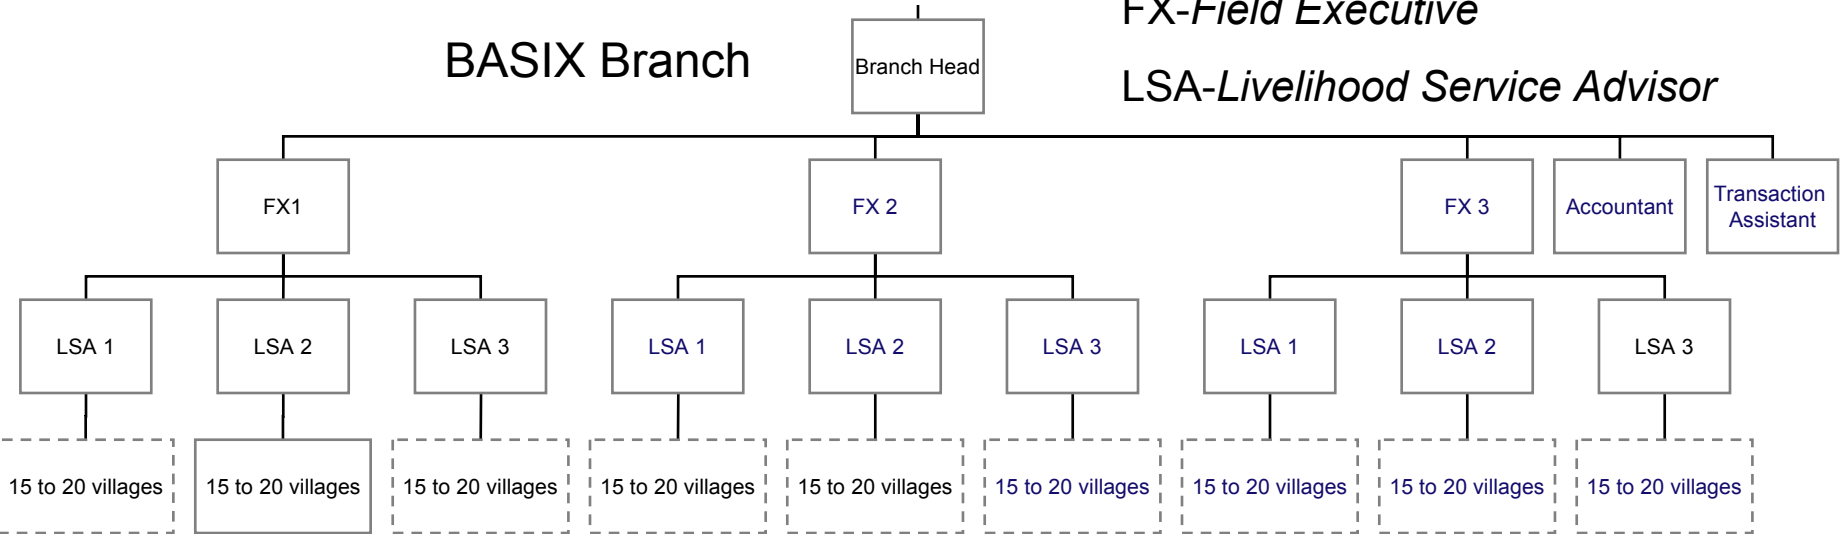 FX-Field Executive
BASIX Branch
Branch Head
LSA-Livelihood Service Advisor
FX1
FX 2
FX 3
Accountant
Transaction
Assistant
LSA 1
LSA 2
LSA 3
LSA 1
LSA 2
LSA 3
LSA 1
LSA 2
LSA 3
15 to 20 villages
15 to 20 villages
15 to 20 villages
15 to 20 villages
15 to 20 villages
15 to 20 villages
15 to 20 villages
15 to 20 villages
15 to 20 villages